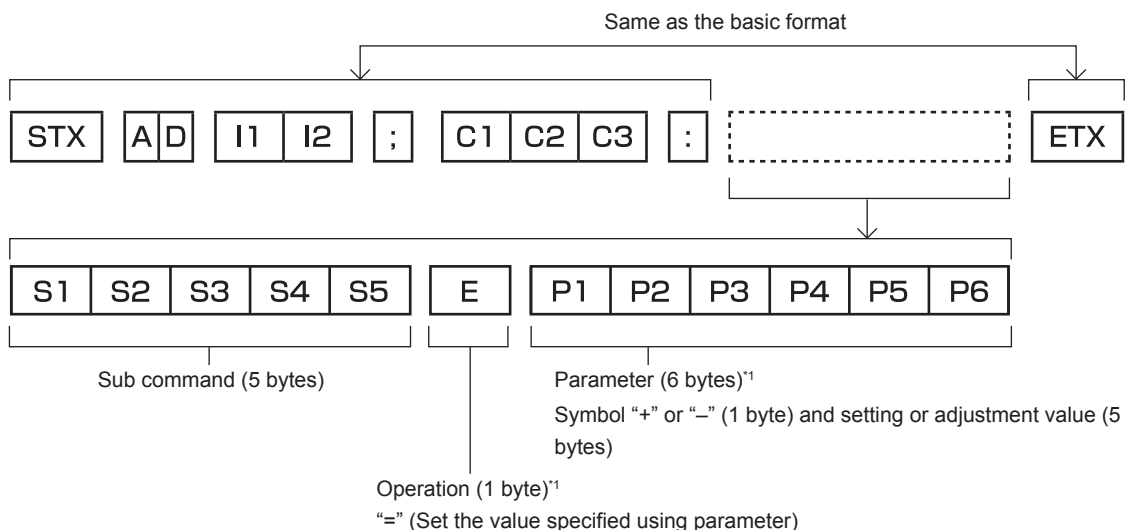 Same as the basic format
STX A D I1 I2 ; C1 C2 C3 : ETX
S1 S2 S3 S4 S5 E P1 P2 P3 P4 P5 P6
Sub command (5 bytes)
Parameter (6 bytes)*1
Symbol “+” or “–” (1 byte) and setting or adjustment value (5
bytes)
Operation (1 byte)*1
“=” (Set the value specified using parameter)